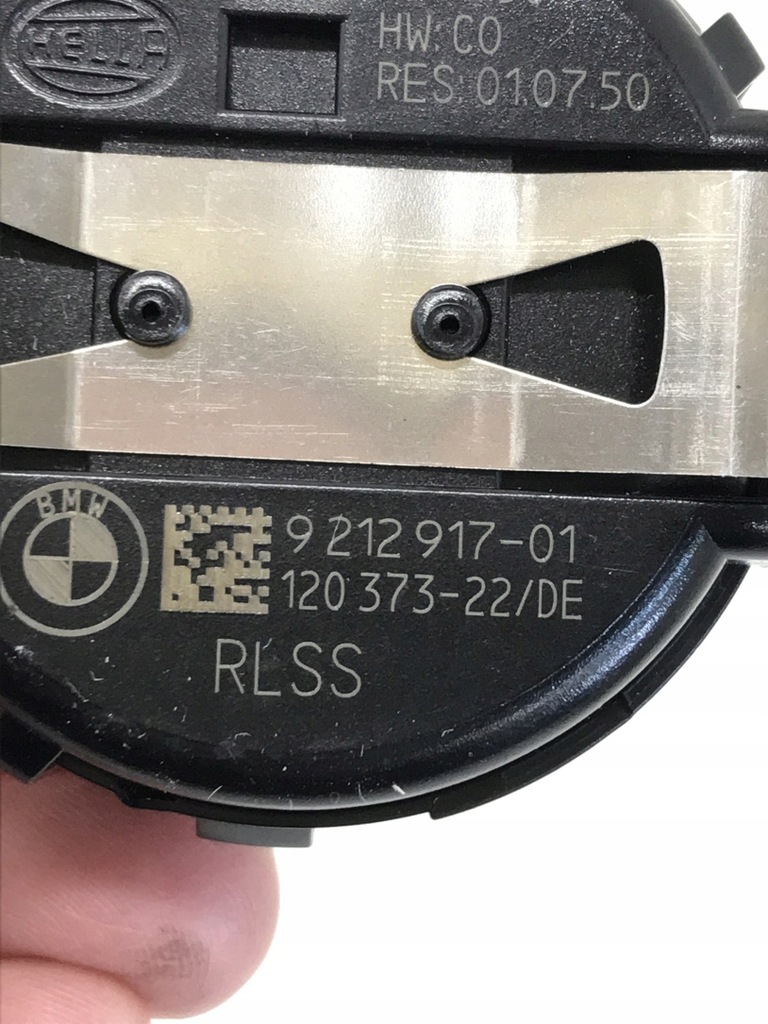 HELLA
HW: C0
RES: 01.07.50
BMW
9 212 917-01
120 373-22/DE
RLSS